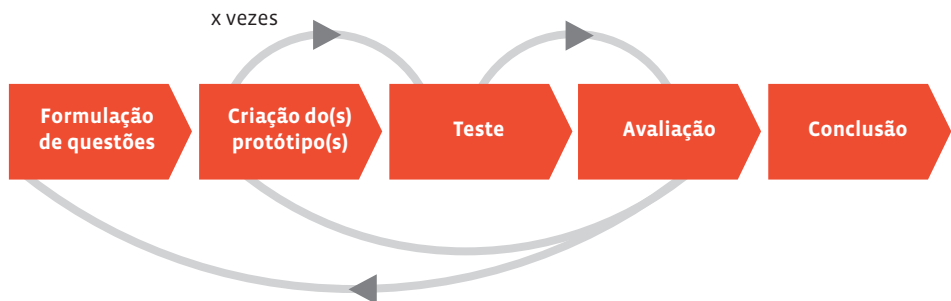 x vezes
Formulação
de questões
Criação do(s)
protótipo(s)
Teste
Avaliação
Conclusão